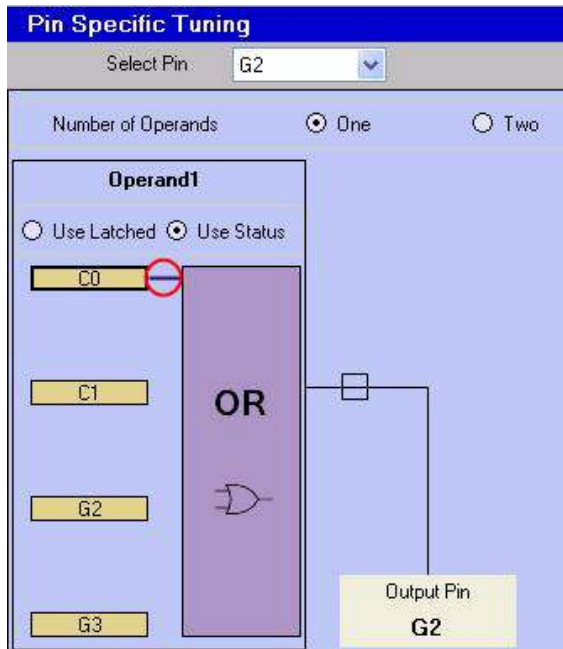 Pin Specific Tuning
Select Pin G2
Number of Operands One Two
Operand1
Use Latched Use Status
C0
C1
OR
G2
G3
Output Pin
G2